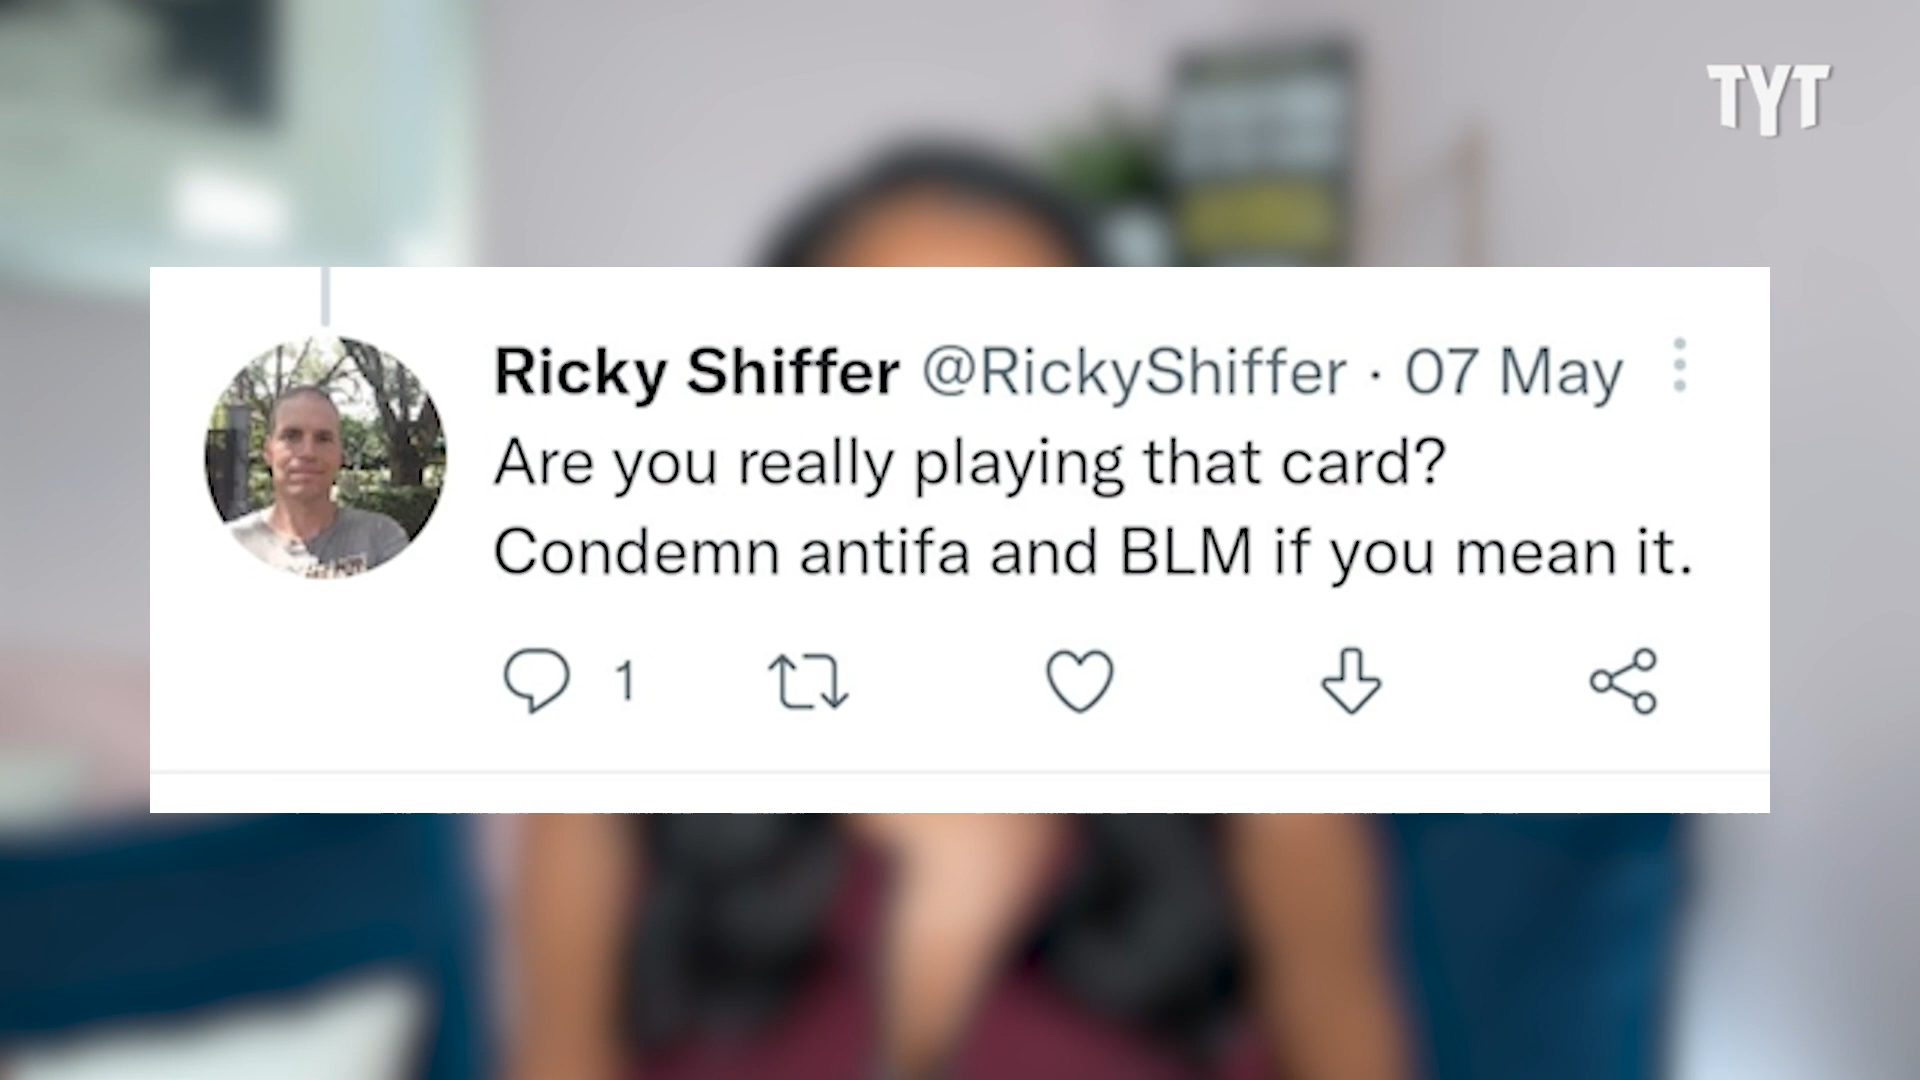 TYT
Ricky Shiffer @RickyShiffer · 07 May
Are you really playing that card?
Condemn antifa and BLM if you mean it.
1